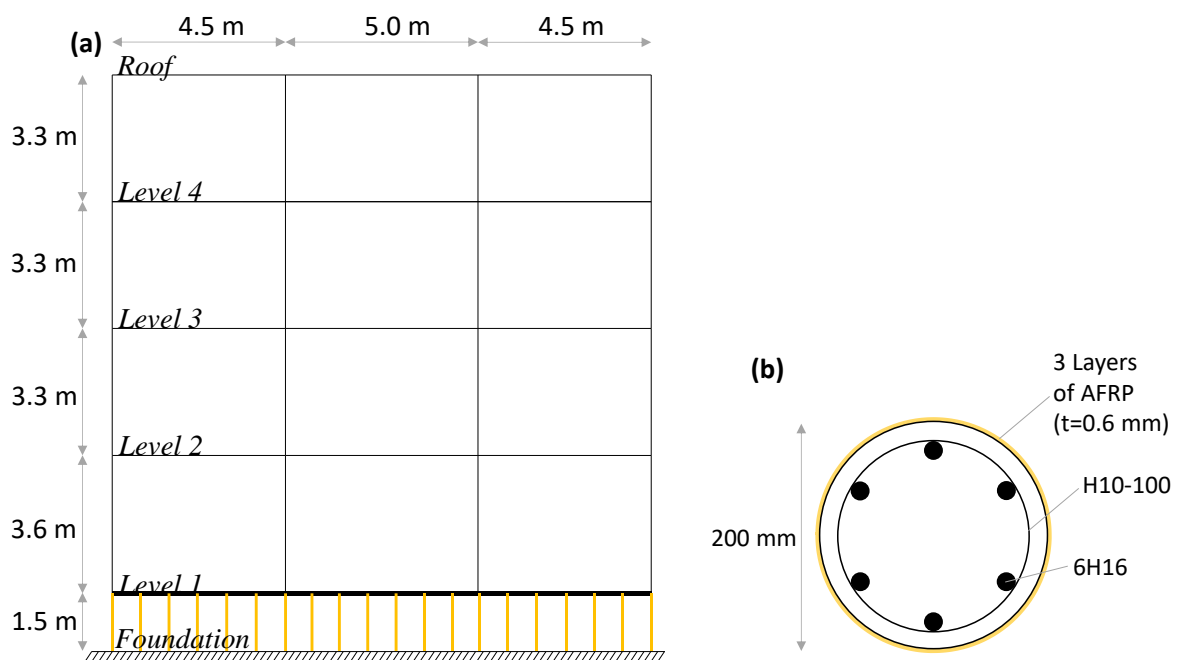 4.5 m
5.0 m
4.5 m
(a)
Roof
3.3 m
Level 4
3.3 m
Level 3
3.3 m
Level 2
3.6 m
Level 1
1.5 m
Foundation
(b)
3 Layers
of AFRP
(t=0.6 mm)
H10-100
200 mm
6H16